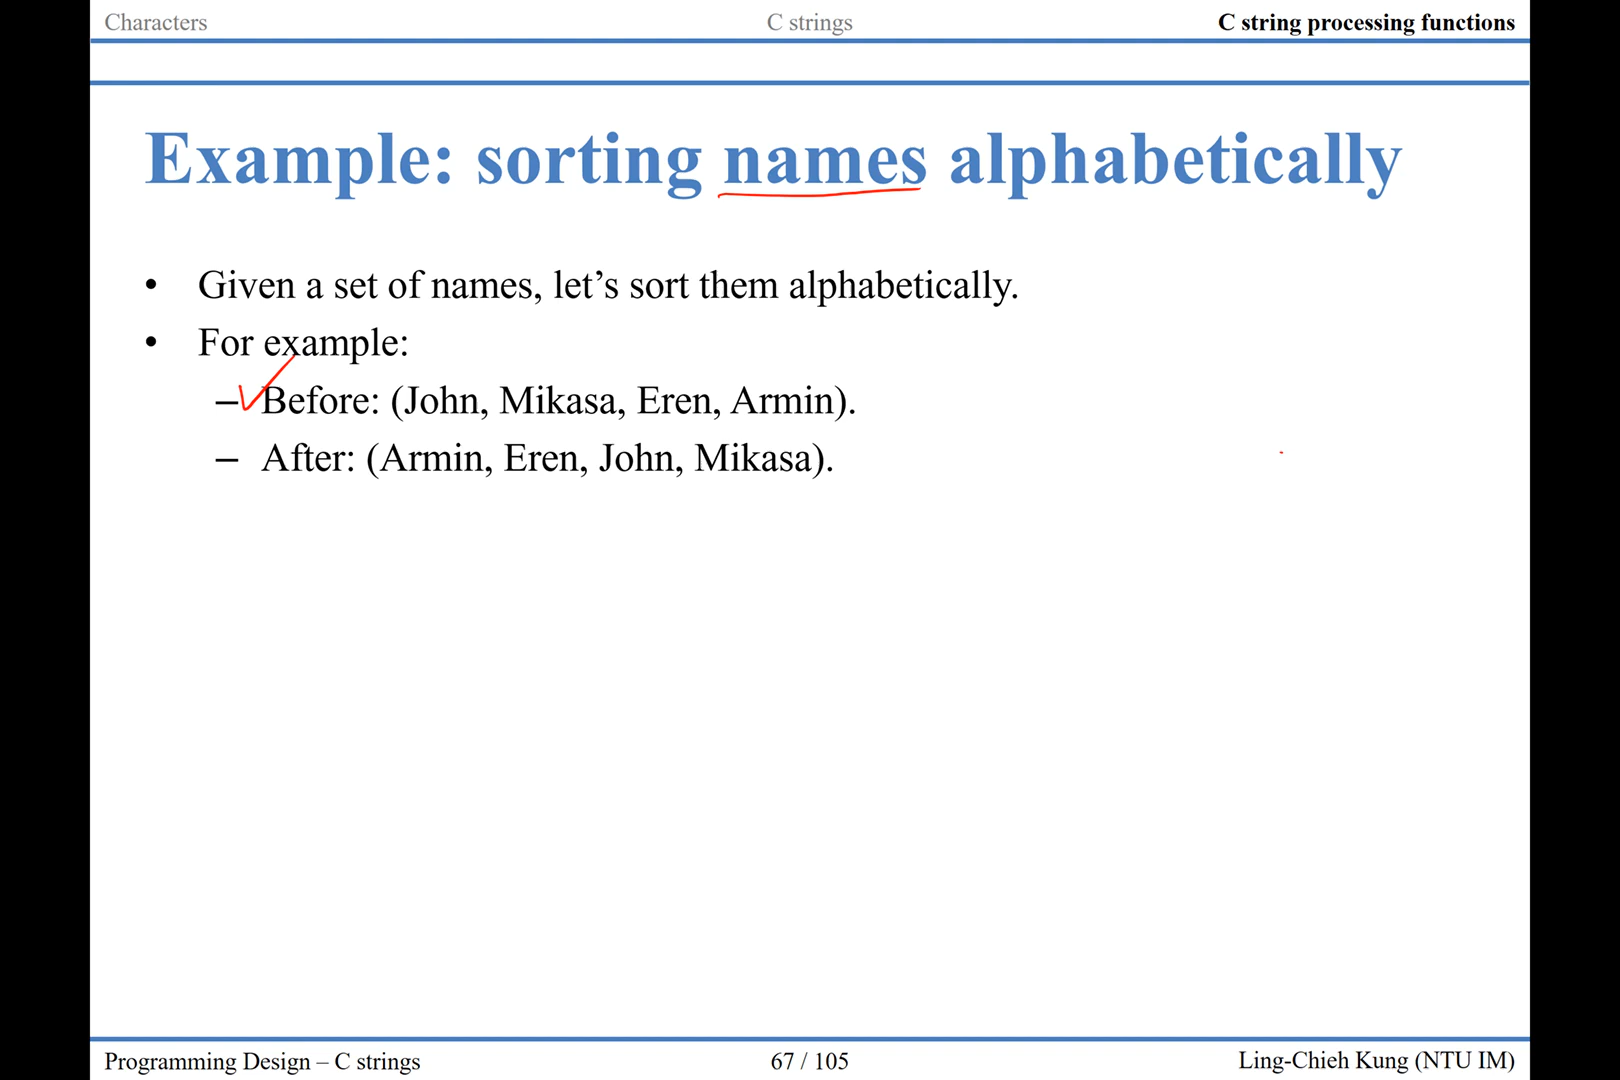 Characters
C strings
C string processing functions
Example: sorting names alphabetically
• Given a set of names, let’s sort them alphabetically.
• For example:
– Before: (John, Mikasa, Eren, Armin).
– After: (Armin, Eren, John, Mikasa).
Programming Design – C strings
67 / 105
Ling-Chieh Kung (NTU IM)